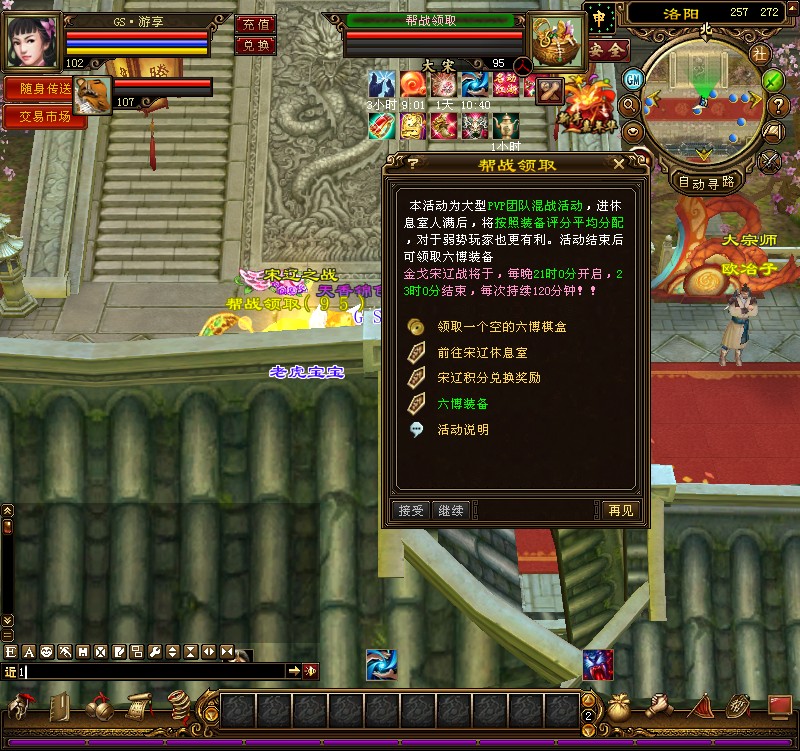 GS·游享
102
充值
兑换
随身传送
交易市场
107
帮战领取
大宋
95
3小时 9:01 1天 10:40
1小时
申
安全
洛阳 257 272
北
社
GM
自动寻路
帮战领取
本活动为大型PVP团队混战活动，进休
息室人满后，将按照装备评分平均分配
，对于弱势玩家也更有利。活动结束后
可领取六博装备
金戈宋辽战将于，每晚21时0分开启，2
3时0分结束，每次持续120分钟！！
领取一个空的六博棋盒
前往宋辽休息室
宋辽积分兑换奖励
六博装备
活动说明
接受 继续 再见
大宗师
欧冶子
宋辽之战
帮战领取(95)
老虎宝宝
近1
2